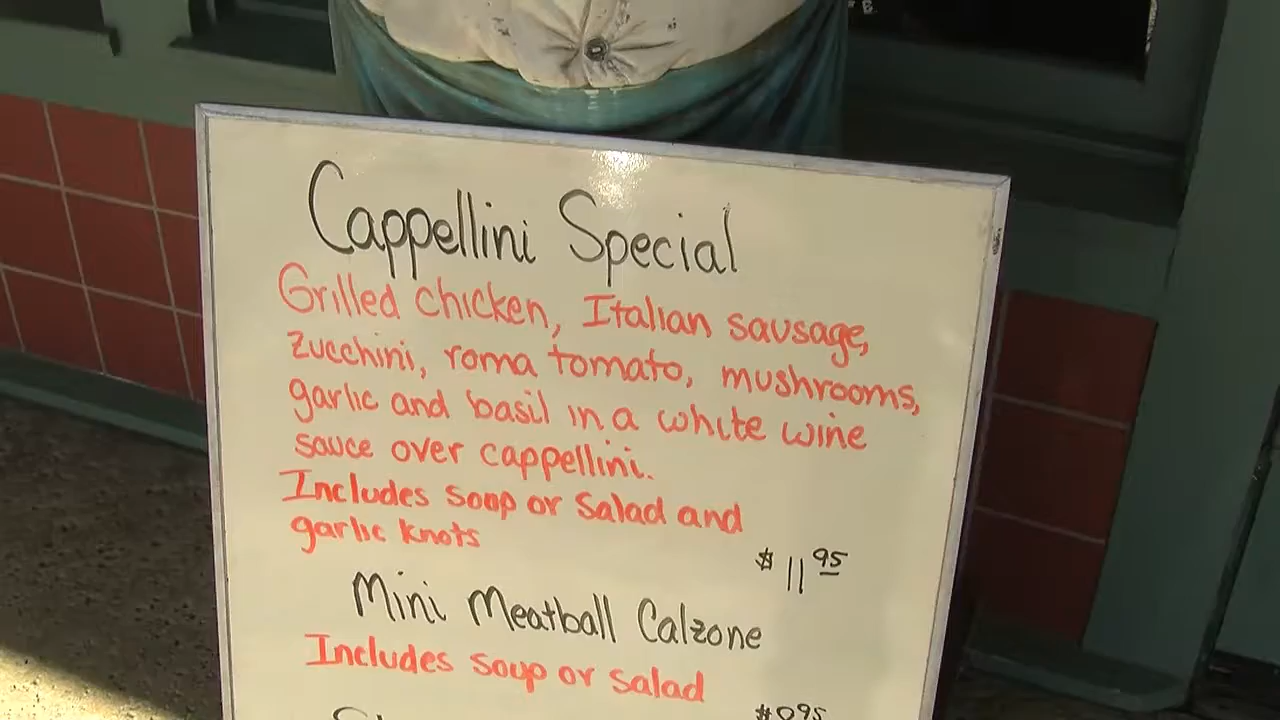 Cappellini Special
Grilled chicken, Italian sausage,
zucchini, roma tomato, mushrooms,
garlic and basil in a white wine
sauce over cappellini.
Includes soup or salad and
garlic knots
$11 95
Mini Meatball Calzone
Includes soup or salad